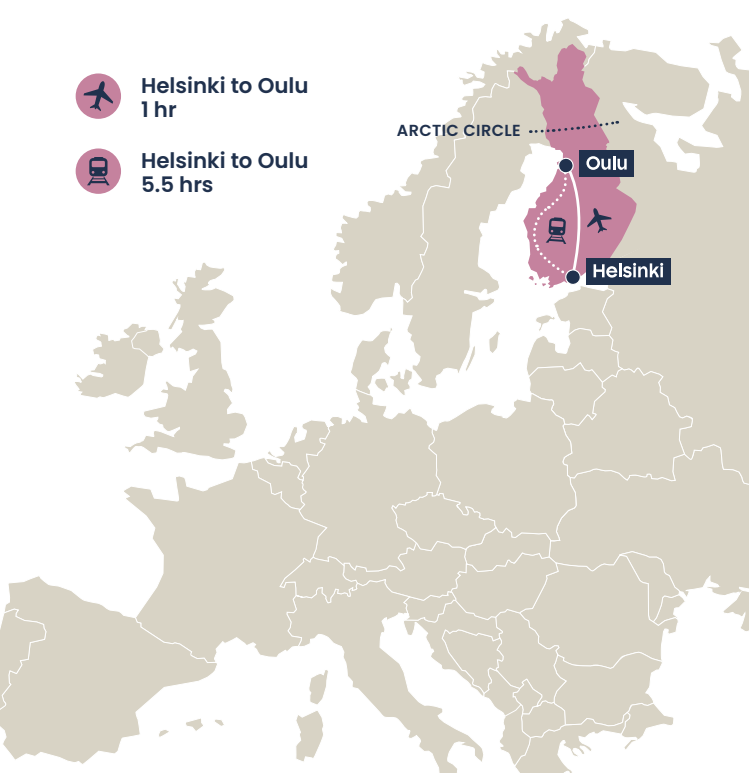 Helsinki to Oulu
1 hr
Helsinki to Oulu
5.5 hrs
ARCTIC CIRCLE
Oulu
Helsinki